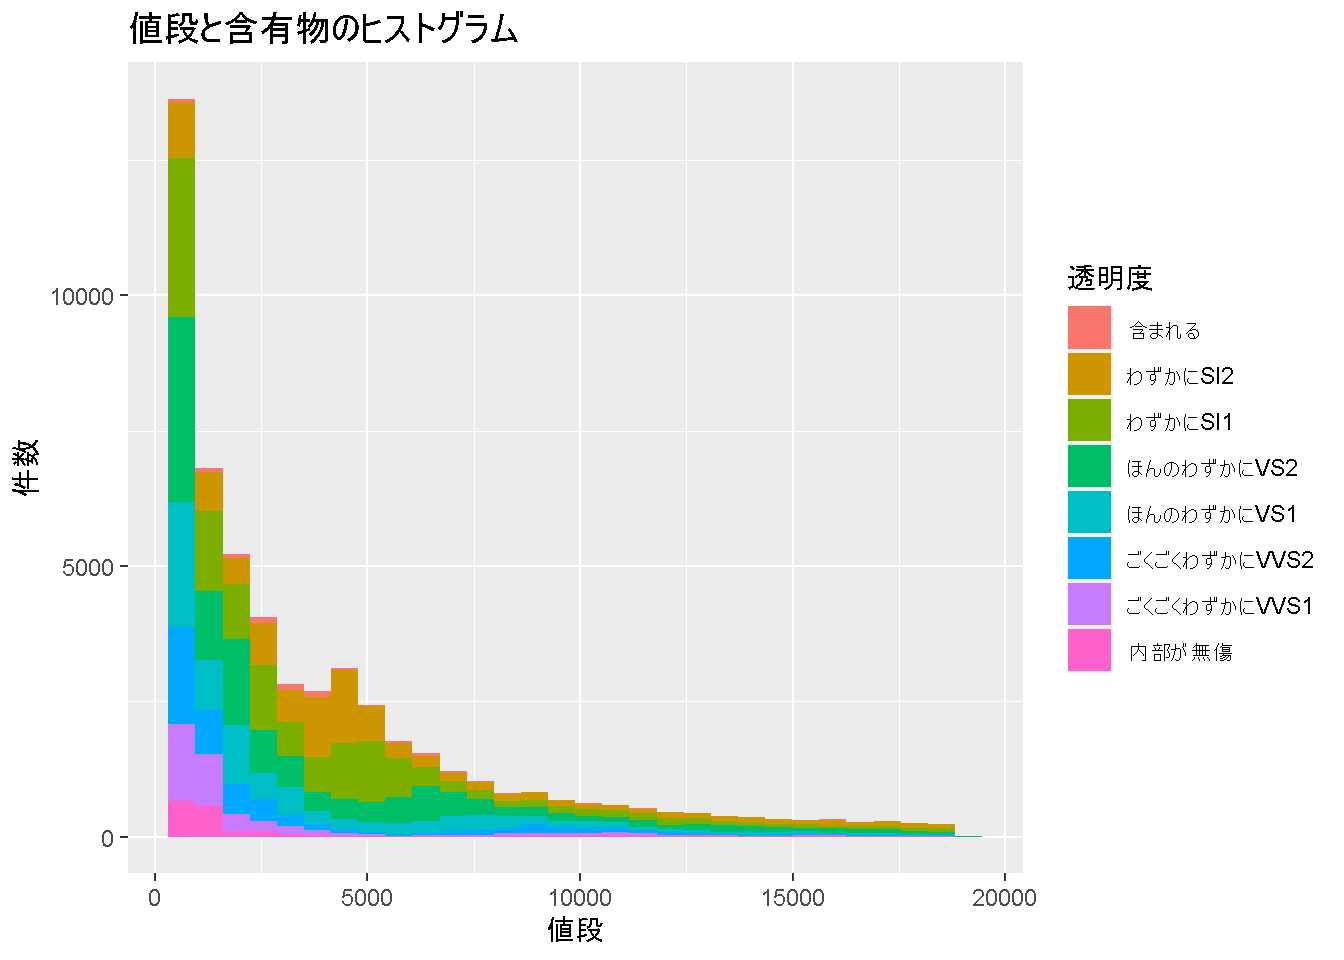 値段と含有物のヒストグラム
件数
10000
5000
0
0
5000
10000
15000
20000
値段
透明度
含まれる
わずかにSI2
わずかにSI1
ほんのわずかにVS2
ほんのわずかにVS1
ごくごくわずかにVVS2
ごくごくわずかにVVS1
内部が無傷